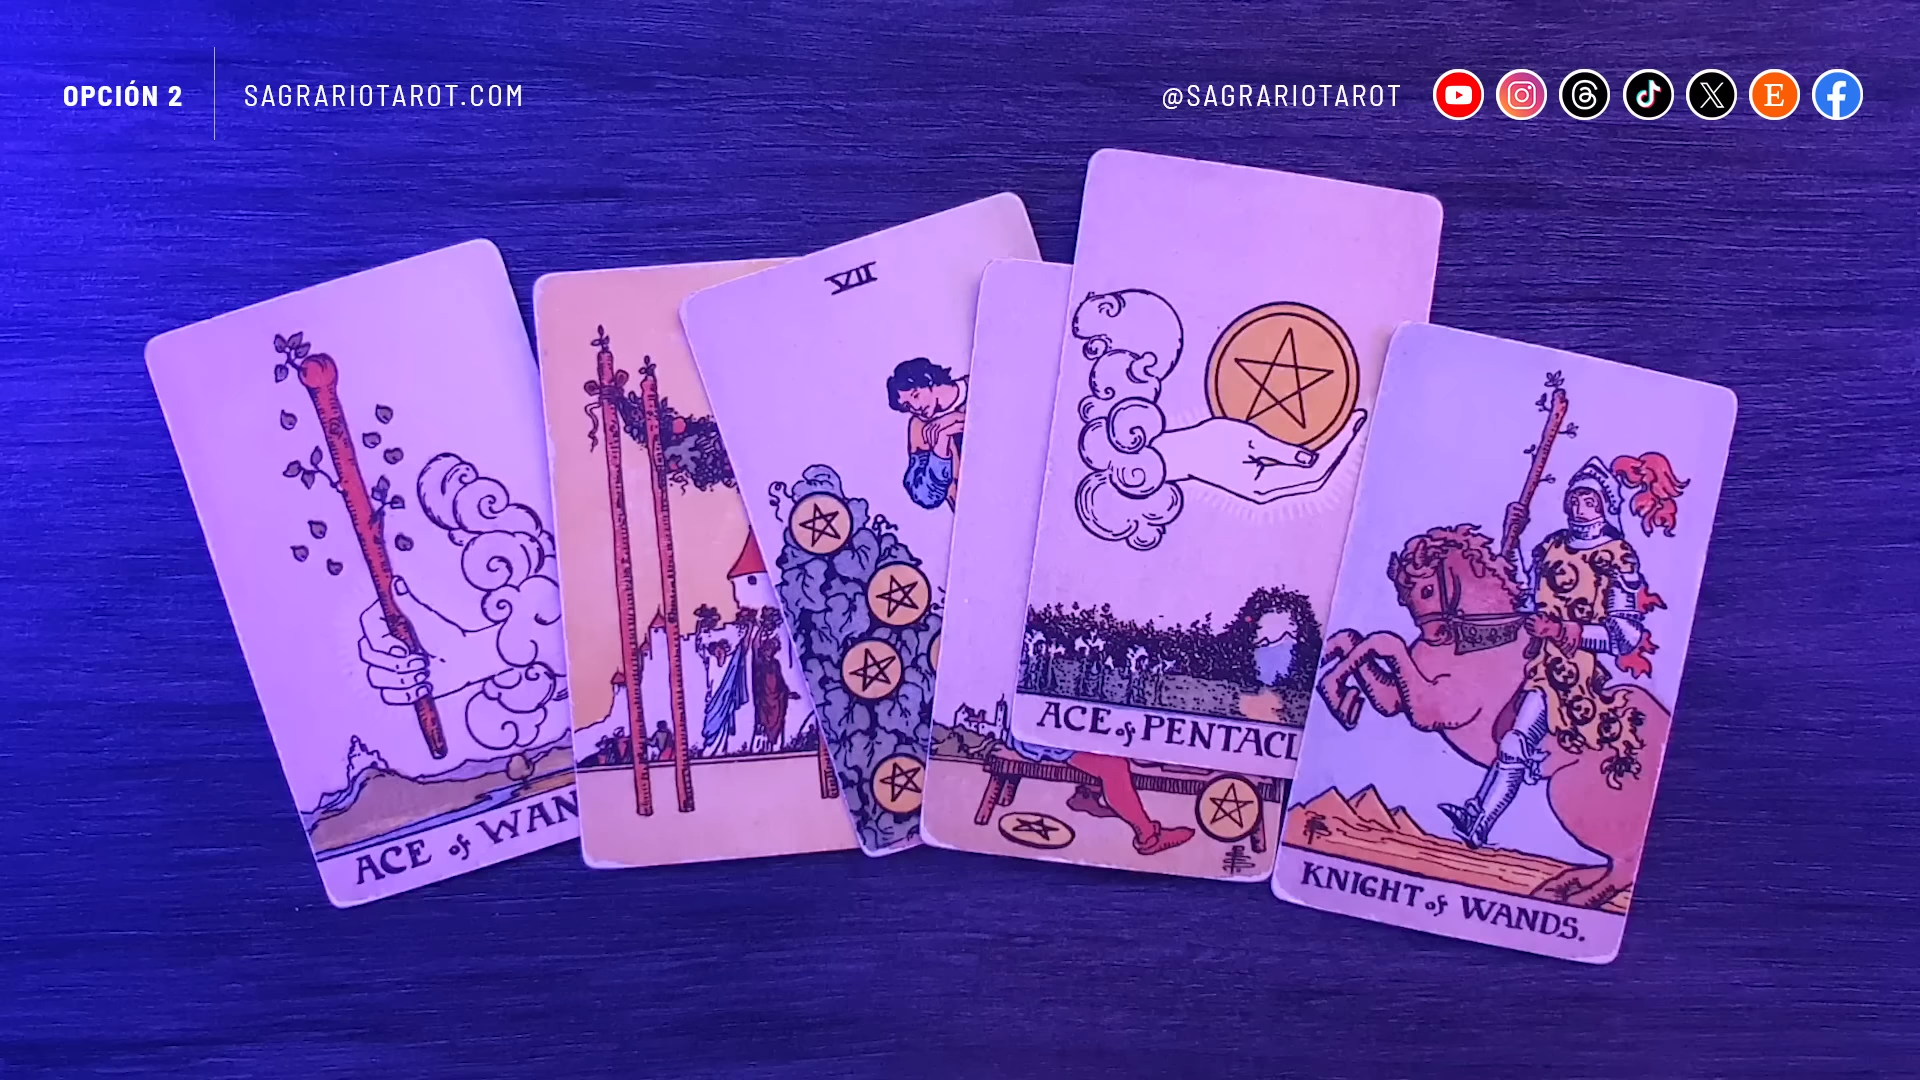 OPCIÓN 2
SAGRARIOTAROT.COM
@SAGRARIOTAROT
E
VII
ACE of WAN
ACE of PENTACL
KNIGHT of WANDS.